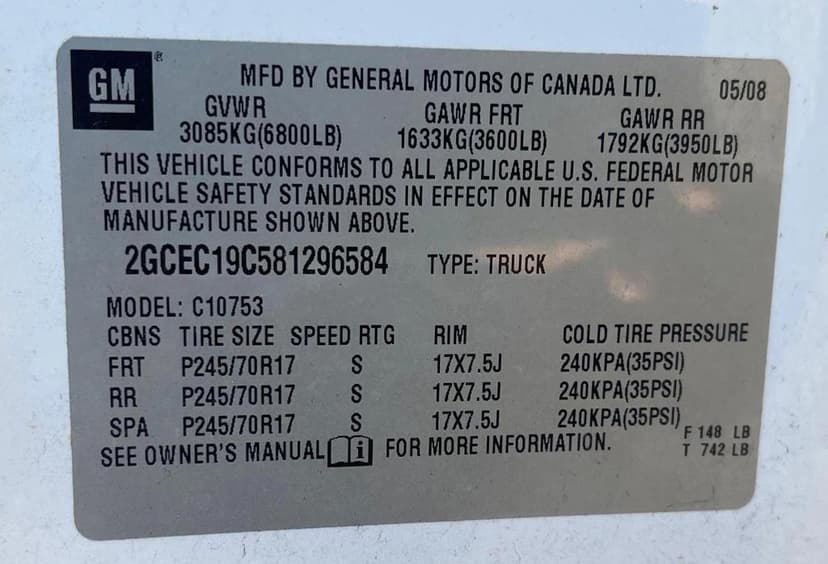 GM ®
MFD BY GENERAL MOTORS OF CANADA LTD. 05/08
GVWR GAWR FRT GAWR RR
3085KG(6800LB) 1633KG(3600LB) 1792KG(3950LB)
THIS VEHICLE CONFORMS TO ALL APPLICABLE U.S. FEDERAL MOTOR
VEHICLE SAFETY STANDARDS IN EFFECT ON THE DATE OF
MANUFACTURE SHOWN ABOVE.
2GCEC19C581296584 TYPE: TRUCK
MODEL: C10753
CBNS TIRE SIZE SPEED RTG RIM COLD TIRE PRESSURE
FRT P245/70R17 S 17X7.5J 240KPA(35PSI)
RR P245/70R17 S 17X7.5J 240KPA(35PSI)
SPA P245/70R17 S 17X7.5J 240KPA(35PSI)
F 148 LB
SEE OWNER'S MANUAL i FOR MORE INFORMATION.
T 742 LB